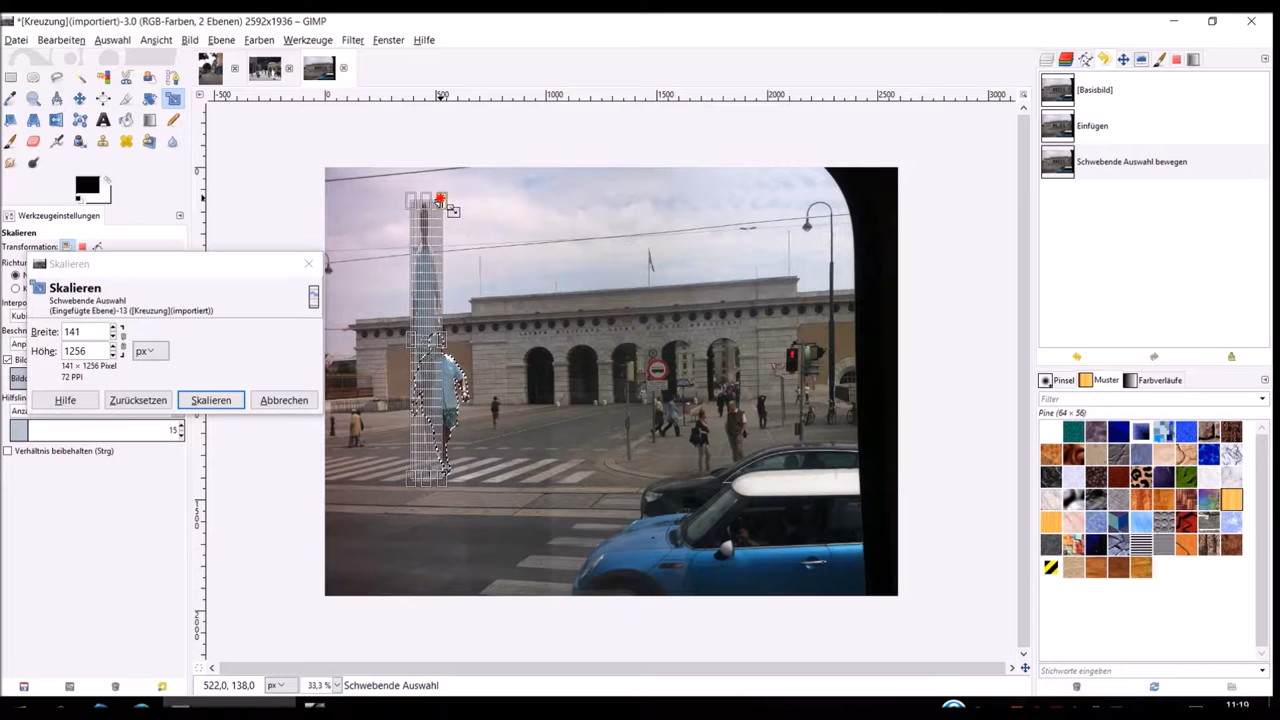 *[Kreuzung](importiert)-3.0 (RGB-Farben, 2 Ebenen) 2592x1936 – GIMP
Datei Bearbeiten Auswahl Ansicht Bild Ebene Farben Werkzeuge Filter Fenster Hilfe
-500 0 500 1000 1500 2000 2500 3000
[Basisbild]
Einfügen
Schwebende Auswahl bewegen
Werkzeugeinstellungen
Skalieren
Transformation:
Skalieren
Skalieren
Schwebende Auswahl
(Eingefügte Ebene)-13 ([Kreuzung](importiert))
Breite: 141
Höhe: 1256 px
141 × 1256 Pixel
72 PPI
Hilfe Zurücksetzen Skalieren Abbrechen
15
Verhältnis beibehalten (Strg)
Pinsel Muster Farbverläufe
Filter
Pine (64 × 56)
Stichworte eingeben
522,0, 138,0 px 33,3 % Schwebende Auswahl
11:19